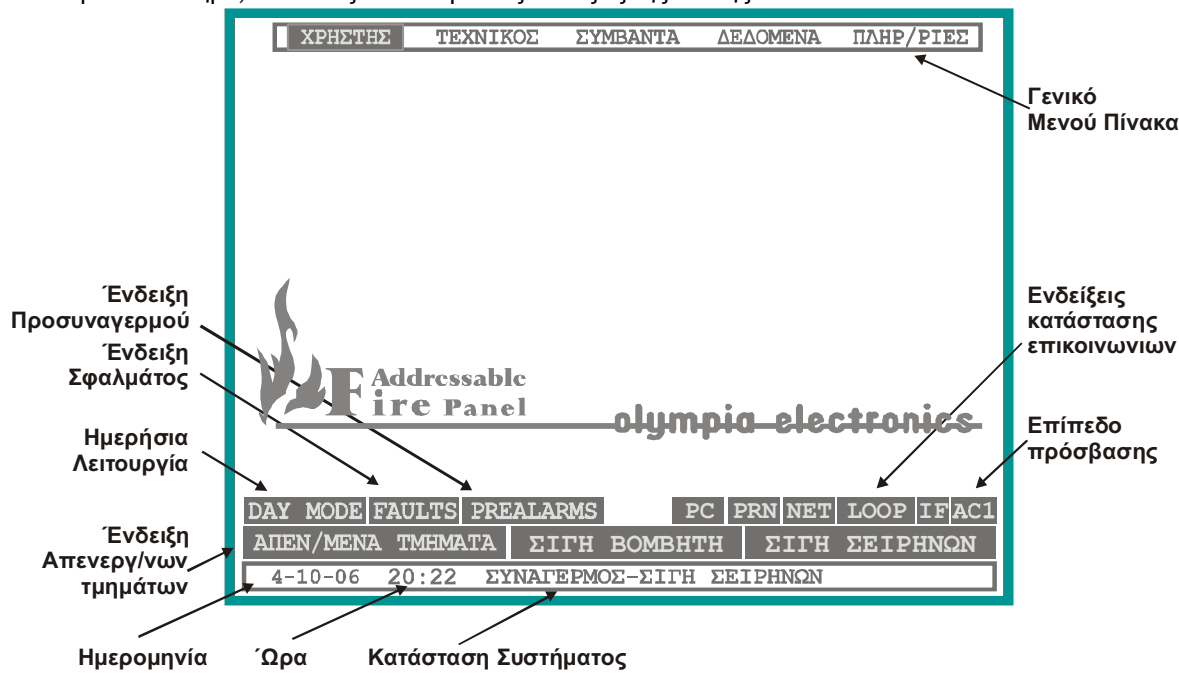 ΧΡΗΣΤΗΣ ΤΕΧΝΙΚΟΣ ΣΥΜΒΑΝΤΑ ΔΕΔΟΜΕΝΑ ΠΛΗΡ/ΡΙΕΣ
Γενικό
Μενού Πίνακα
Ένδειξη
Προσυναγερμού
Ένδειξη
Σφαλμάτος
Ημερήσια
Λειτουργία
Ένδειξη
Απενεργ/νων
τμημάτων
Addressable
Fire Panel
olympia electronics
Ενδείξεις
κατάστασης
επικοινωνιων
Επίπεδο
πρόσβασης
DAY MODE FAULTS PREALARMS PC PRN NET LOOP IF AC1
ΑΠΕΝ/ΜΕΝΑ ΤΜΗΜΑΤΑ ΣΙΓΗ ΒΟΜΒΗΤΗ ΣΙΓΗ ΣΕΙΡΗΝΩΝ
4-10-06 20:22 ΣΥΝΑΓΕΡΜΟΣ-ΣΙΓΗ ΣΕΙΡΗΝΩΝ
Ημερομηνία Ώρα Κατάσταση Συστήματος